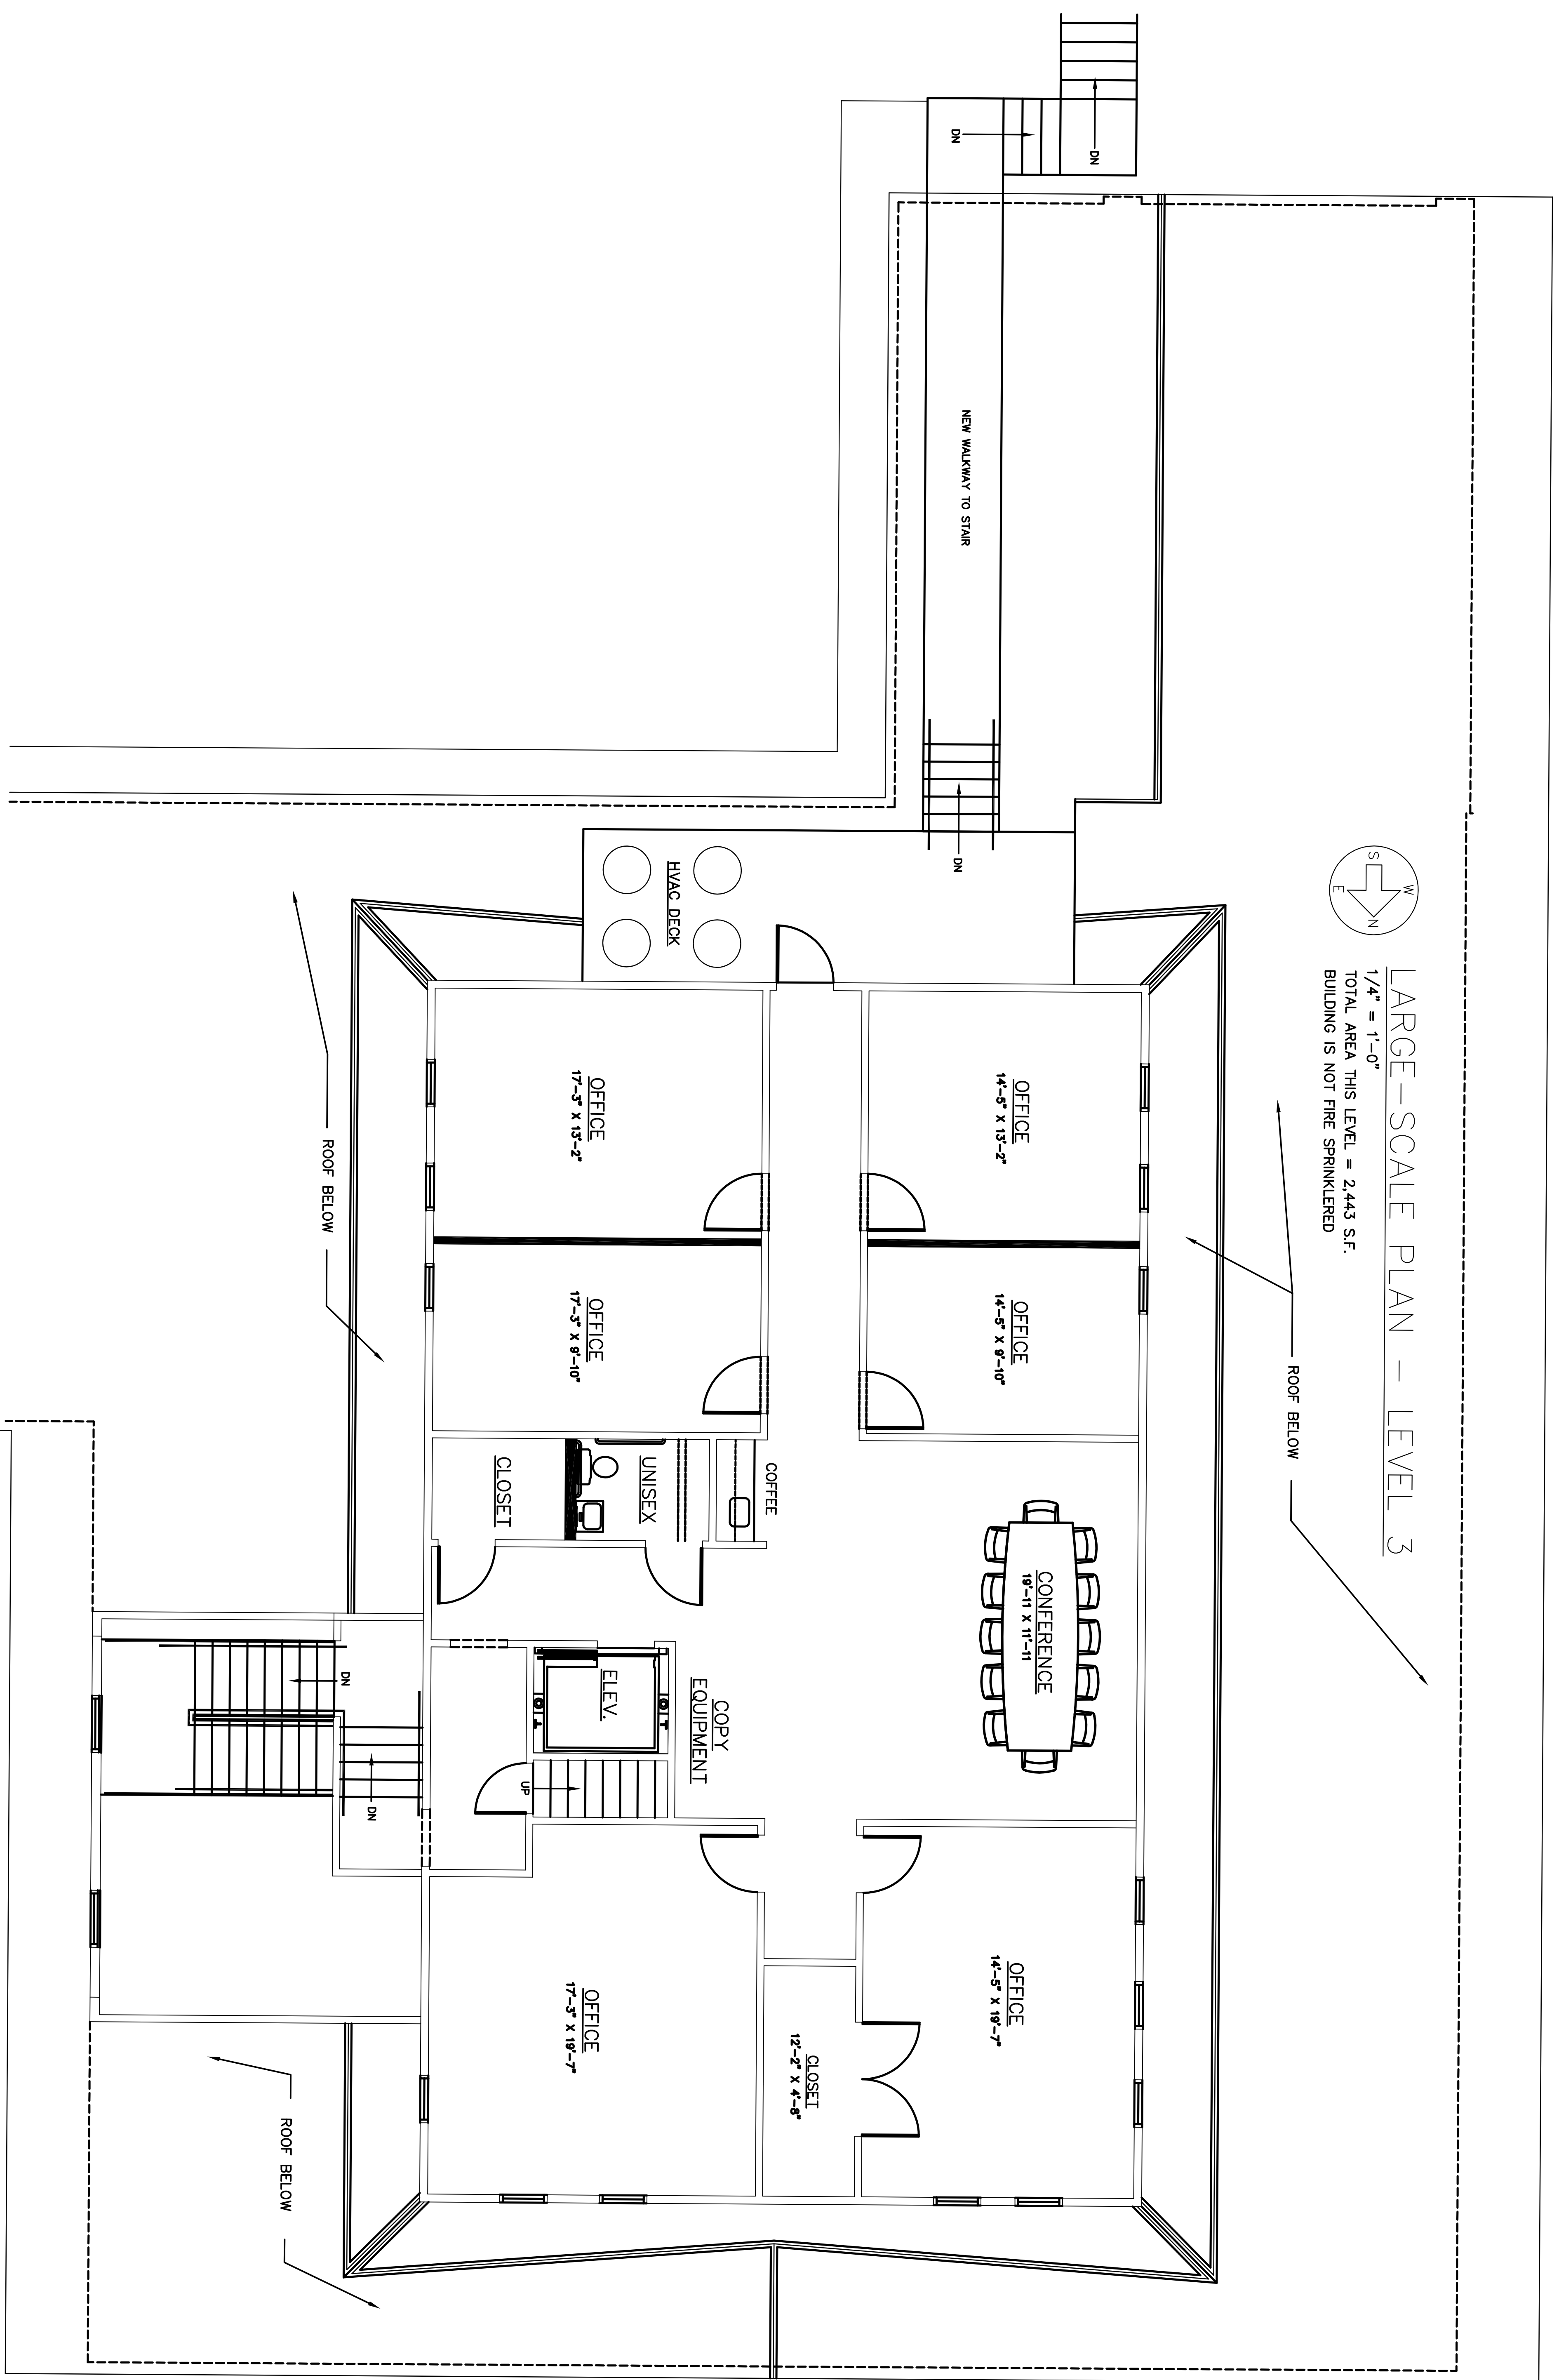 LARGE-SCALE PLAN - LEVEL 3
1/4" = 1'-0"
TOTAL AREA THIS LEVEL = 2,443 S.F.
BUILDING IS NOT FIRE SPRINKLERED
S
W
E
N
ROOF BELOW
DN
DN
NEW WALKWAY TO STAIR
DN
HVAC DECK
OFFICE
14'-5" X 13'-2"
OFFICE
14'-5" X 9'-10"
CONFERENCE
19'-11 X 11'-11
OFFICE
14'-5" X 19'-7"
CLOSET
12'-2" X 4'-8"
COFFEE
COPY
EQUIPMENT
OFFICE
17'-3" X 13'-2"
OFFICE
17'-3" X 9'-10"
UNISEX
CLOSET
ELEV.
UP
OFFICE
17'-3" X 19'-7"
DN
DN
ROOF BELOW
ROOF BELOW